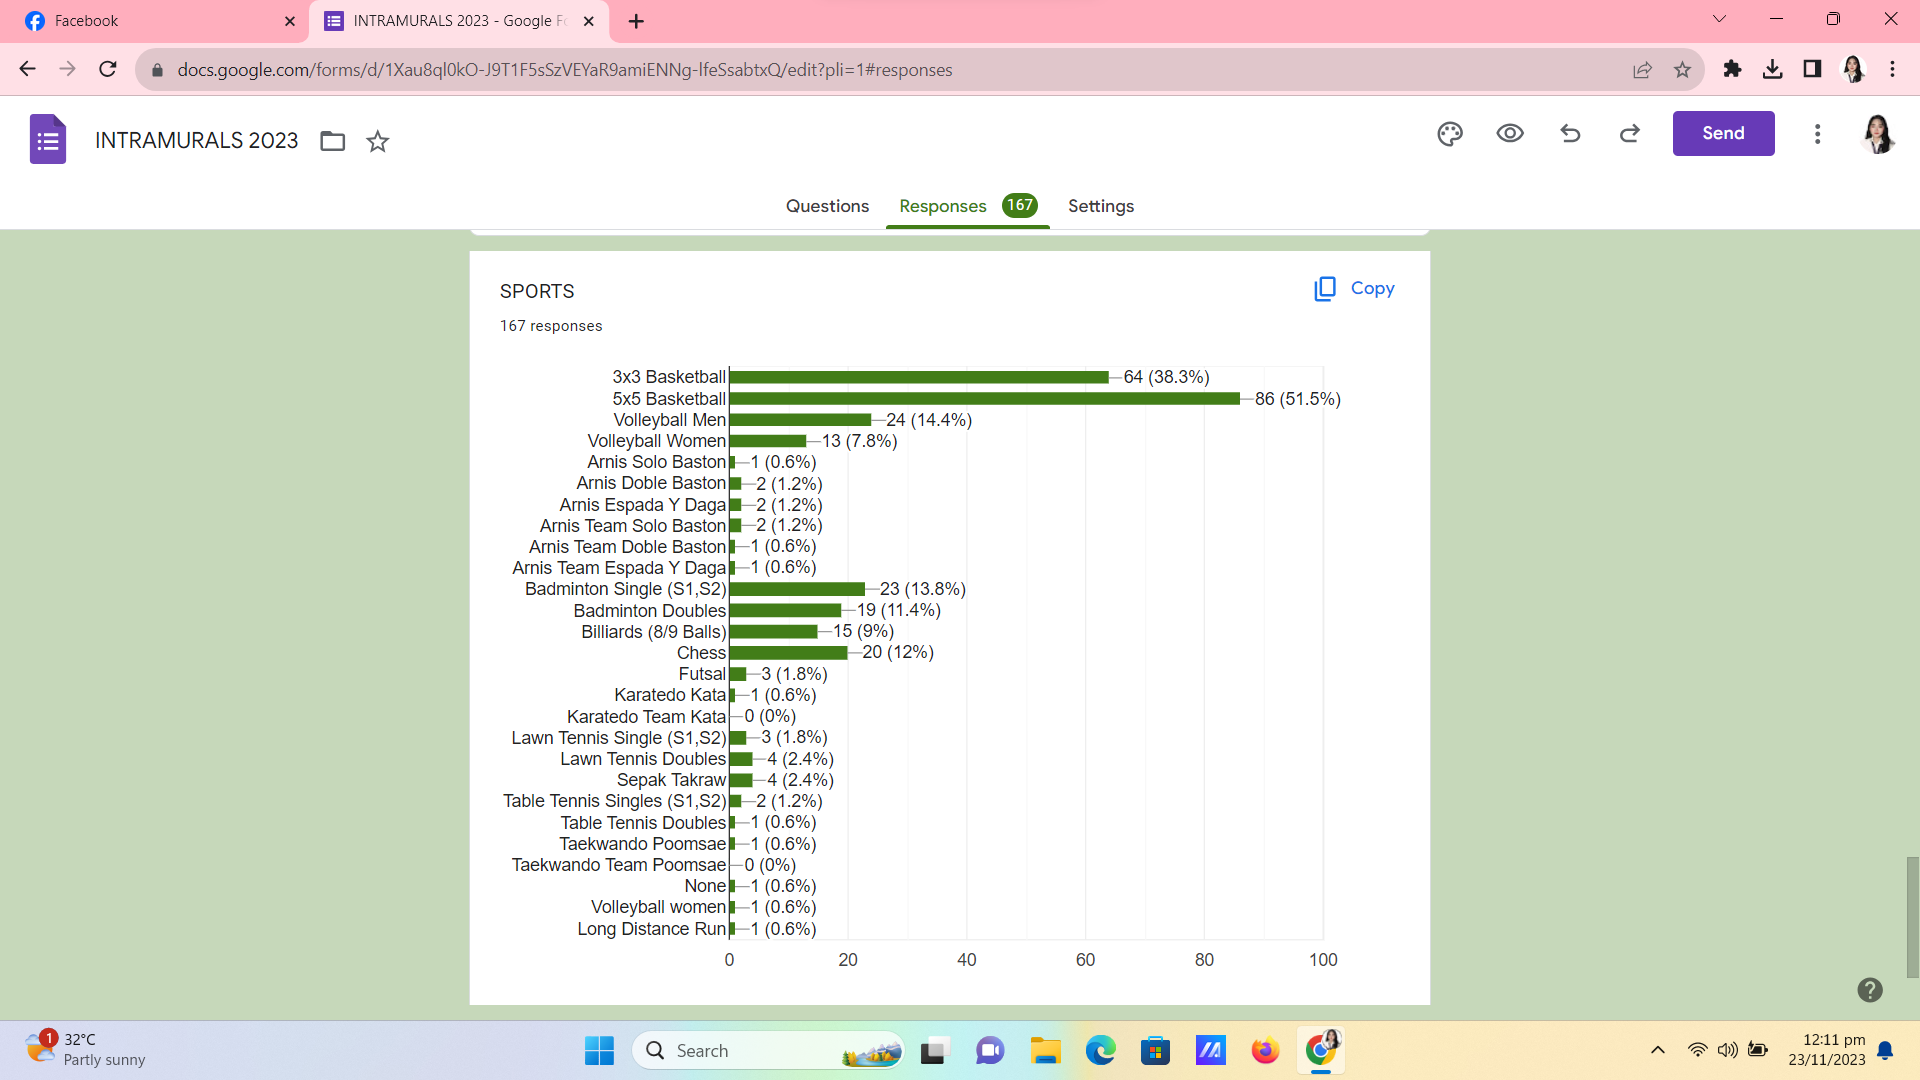 Facebook
INTRAMURALS 2023 - Google Fo
docs.google.com/forms/d/1Xau8ql0kO-J9T1F5sSzVEYaR9amiENNg-lfeSsabtxQ/edit?pli=1#responses
INTRAMURALS 2023
Send
Questions Responses 167 Settings
SPORTS
Copy
167 responses
3x3 Basketball 64 (38.3%)
5x5 Basketball 86 (51.5%)
Volleyball Men 24 (14.4%)
Volleyball Women 13 (7.8%)
Arnis Solo Baston 1 (0.6%)
Arnis Doble Baston 2 (1.2%)
Arnis Espada Y Daga 2 (1.2%)
Arnis Team Solo Baston 2 (1.2%)
Arnis Team Doble Baston 1 (0.6%)
Arnis Team Espada Y Daga 1 (0.6%)
Badminton Single (S1,S2) 23 (13.8%)
Badminton Doubles 19 (11.4%)
Billiards (8/9 Balls) 15 (9%)
Chess 20 (12%)
Futsal 3 (1.8%)
Karatedo Kata 1 (0.6%)
Karatedo Team Kata 0 (0%)
Lawn Tennis Single (S1,S2) 3 (1.8%)
Lawn Tennis Doubles 4 (2.4%)
Sepak Takraw 4 (2.4%)
Table Tennis Singles (S1,S2) 2 (1.2%)
Table Tennis Doubles 1 (0.6%)
Taekwando Poomsae 1 (0.6%)
Taekwando Team Poomsae 0 (0%)
None 1 (0.6%)
Volleyball women 1 (0.6%)
Long Distance Run 1 (0.6%)
0 20 40 60 80 100
1
32°C
Partly sunny
Search
12:11 pm
23/11/2023